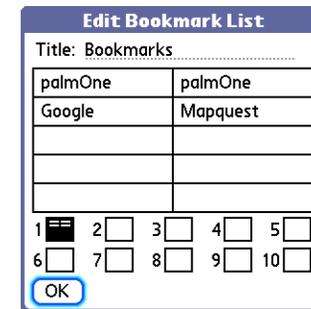 Edit Bookmark List
Title: Bookmarks
palmOne palmOne
Google Mapquest
1 2 3 4 5
6 7 8 9 10
OK